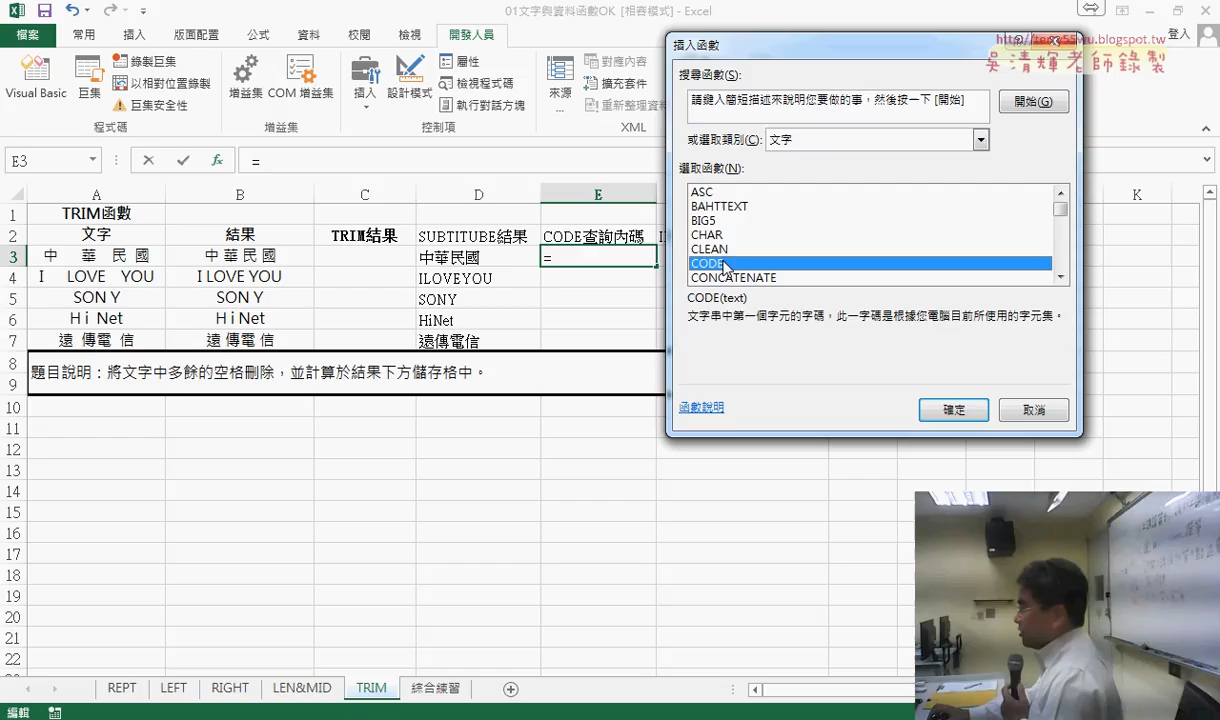 01文字與資料函數OK [相容模式] - Excel
登入
檔案 常用 插入 版面配置 公式 資料 校閱 檢視 開發人員
http://terry55wu.blogspot.tw
吳清輝老師錄製
Visual Basic 巨集 錄製巨集 以相對位置錄製 巨集安全性
增益集 COM 增益集
插入 設計模式 屬性 檢視程式碼 執行對話方塊
來源 對應內容 擴充套件 重新整理資料
程式碼 增益集 控制項 XML
E3 =
A B C D E K
1 TRIM函數
2 文字 結果 TRIM結果 SUBTITUBE結果 CODE查詢內碼
3 中 華 民 國 中 華 民 國 中華民國 =
4 I LOVE YOU I LOVE YOU ILOVEYOU
5 SON Y SON Y SONY
6 H i Net H i Net HiNet
7 遠 傳電 信 遠 傳電 信 遠傳電信
8
題目說明：將文字中多餘的空格刪除，並計算於結果下方儲存格中。
9
10
11
12
13
14
15
16
17
18
19
20
21
22
插入函數
搜尋函數(S):
請鍵入簡短描述來說明您要做的事，然後按一下 [開始]
開始(G)
或選取類別(C): 文字
選取函數(N):
ASC
BAHTTEXT
BIG5
CHAR
CLEAN
CODE
CONCATENATE
CODE(text)
文字串中第一個字元的字碼，此一字碼是根據您電腦目前所使用的字元集。
函數說明 確定 取消
REPT LEFT RIGHT LEN&MID TRIM 綜合練習
編輯